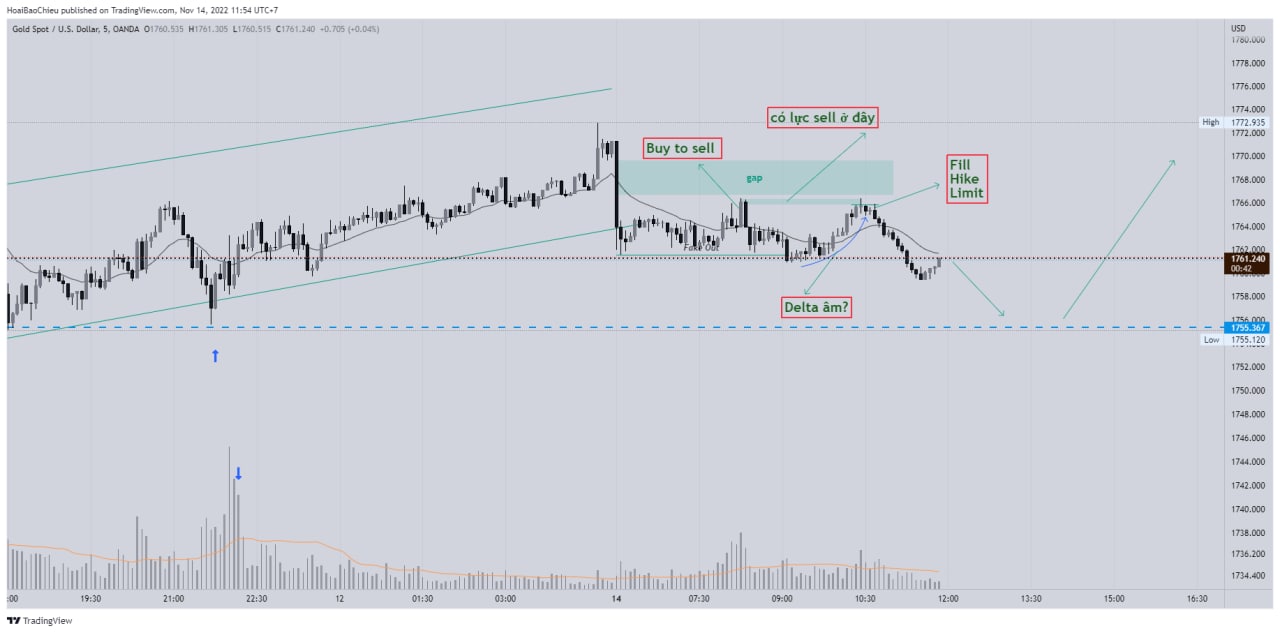 HoaiBaoChieu published on TradingView.com, Nov 14, 2022 11:54 UTC+7
Gold Spot / U.S. Dollar, 5, OANDA O1760.535 H1761.305 L1760.515 C1761.240 +0.705 (+0.04%)
USD
1780.000
1778.000
1776.000
1774.000
có lực sell ở đây
High 1772.935
1772.000
Buy to sell
1770.000
Fill
Hike
Limit
gap
1768.000
1766.000
1764.000
1762.000
Fake Out
1761.240
00:42
1758.000
Delta âm?
1756.000
1755.367
Low 1755.120
1752.000
1750.000
1748.000
1746.000
1744.000
1742.000
1740.000
1738.000
1736.200
1734.400
:00 19:30 21:00 22:30 12 01:30 03:00 14 07:30 09:00 10:30 12:00 13:30 15:00 16:30
TradingView